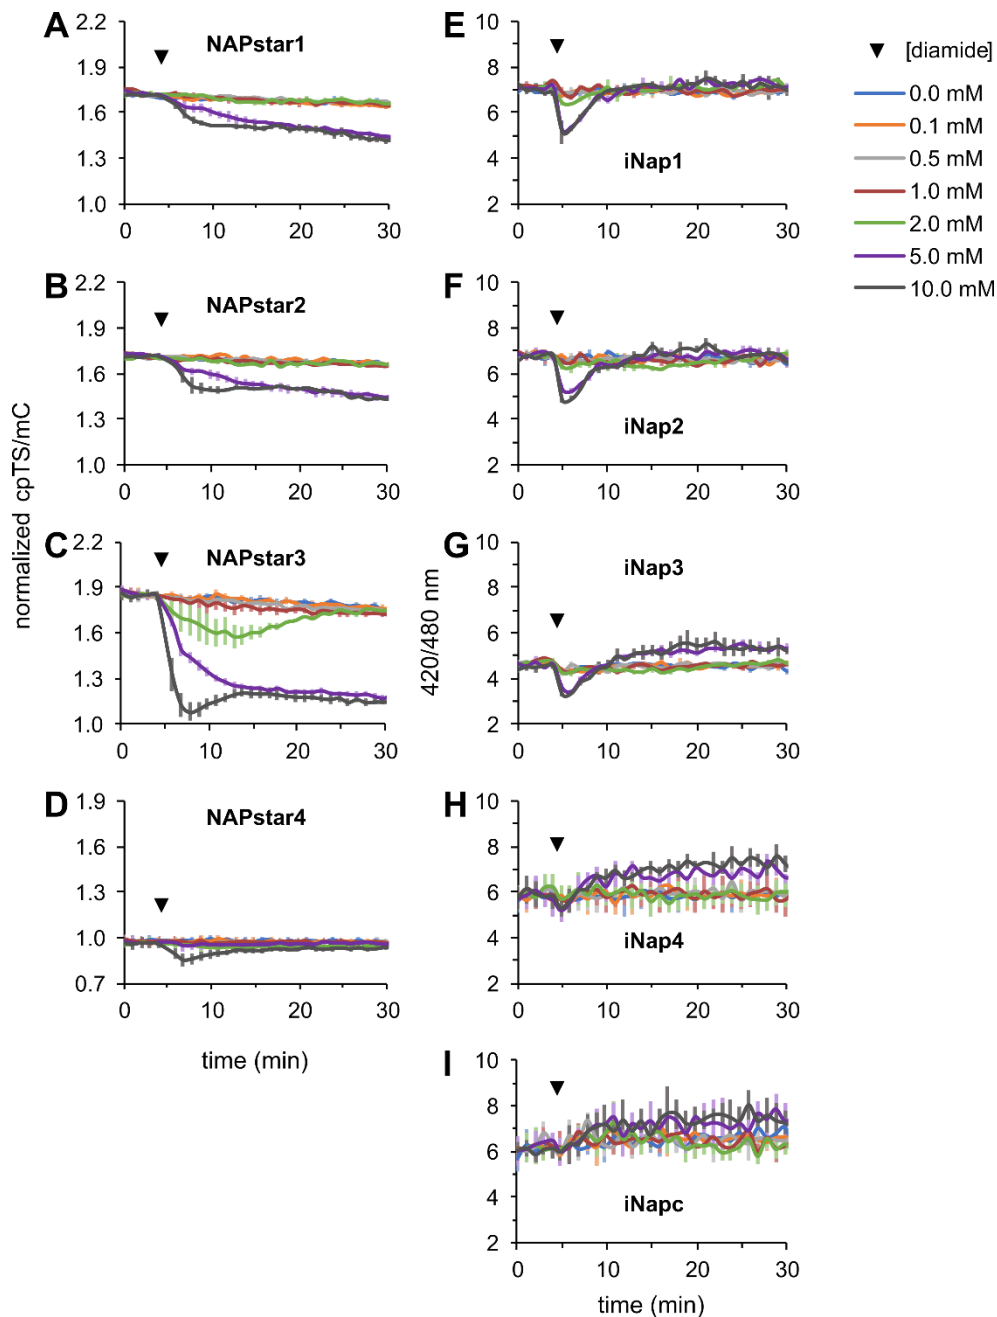 A
2.2
1.9
1.6
1.3
1.0
NAPstar1
0 10 20 30
B
2.2
1.9
1.6
1.3
1.0
NAPstar2
0 10 20 30
C
2.2
1.9
1.6
1.3
1.0
NAPstar3
0 10 20 30
D
1.9
1.6
1.3
1.0
0.7
NAPstar4
0 10 20 30
normalized cpTS/mC
time (min)
E
10
8
6
4
2
iNap1
0 10 20 30
F
10
8
6
4
2
iNap2
0 10 20 30
G
10
8
6
4
2
iNap3
0 10 20 30
H
10
8
6
4
2
iNap4
0 10 20 30
I
10
8
6
4
2
iNapc
0 10 20 30
420/480 nm
time (min)
[diamide]
0.0 mM
0.1 mM
0.5 mM
1.0 mM
2.0 mM
5.0 mM
10.0 mM